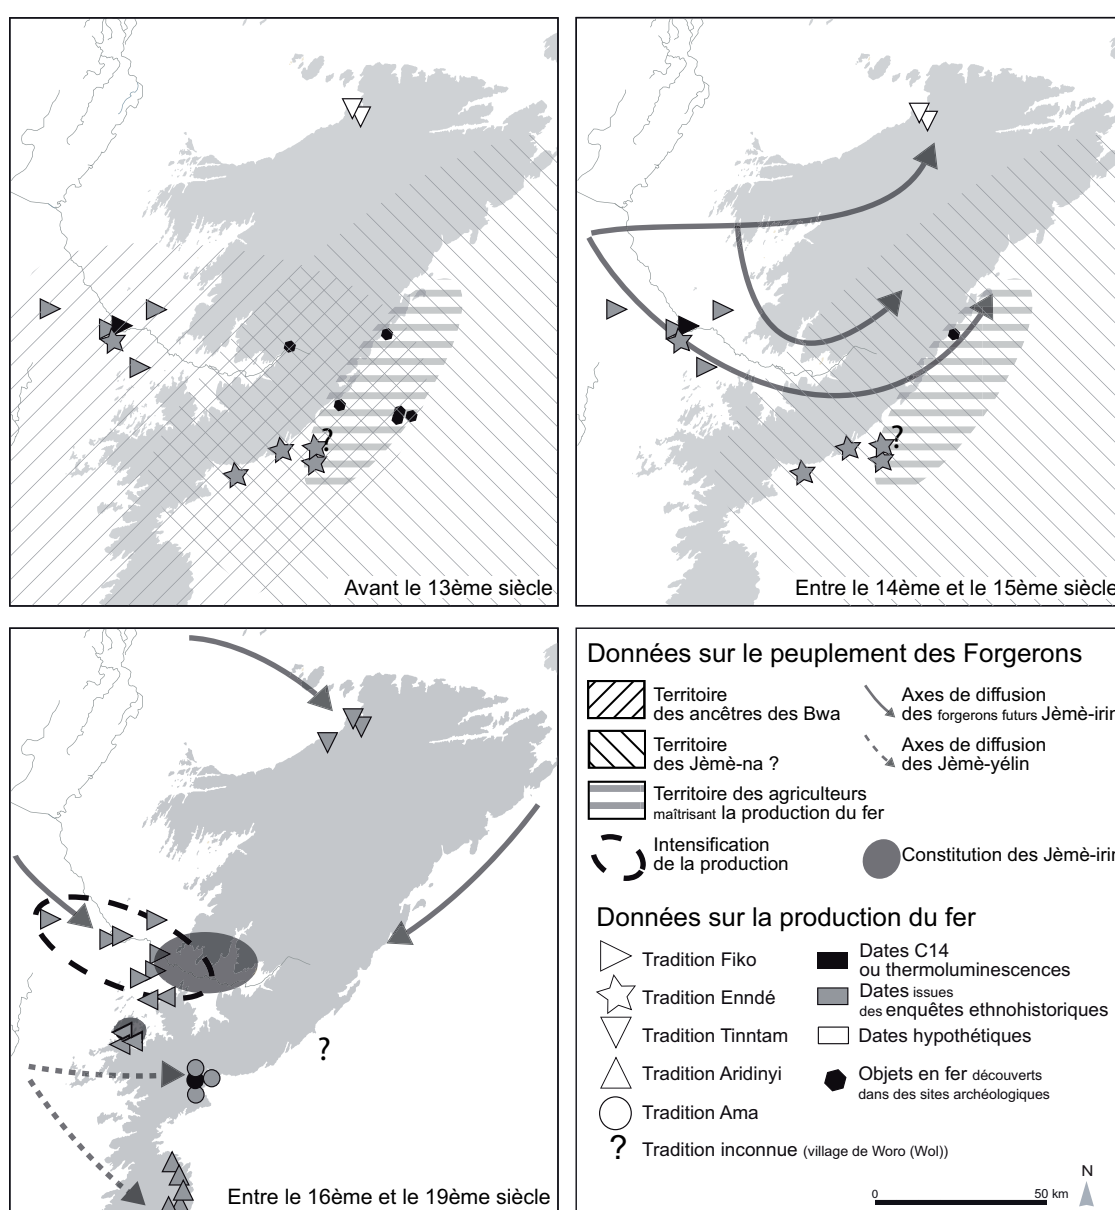 ?
Avant le 13ème siècle
?
Entre le 14ème et le 15ème siècle
?
Entre le 16ème et le 19ème siècle
Données sur le peuplement des Forgerons
Territoire
des ancêtres des Bwa
Territoire
des Jèmè-na ?
Territoire des agriculteurs
maîtrisant la production du fer
Intensification
de la production
Axes de diffusion
des forgerons futurs Jèmè-irin
Axes de diffusion
des Jèmè-yélin
Constitution des Jèmè-irin
Données sur la production du fer
Tradition Fiko
Tradition Enndé
Tradition Tinntam
Tradition Aridinyi
Tradition Ama
? Tradition inconnue (village de Woro (Wol))
Dates C14
ou thermoluminescences
Dates issues
des enquêtes ethnohistoriques
Dates hypothétiques
Objets en fer découverts
dans des sites archéologiques
N
0 50 km